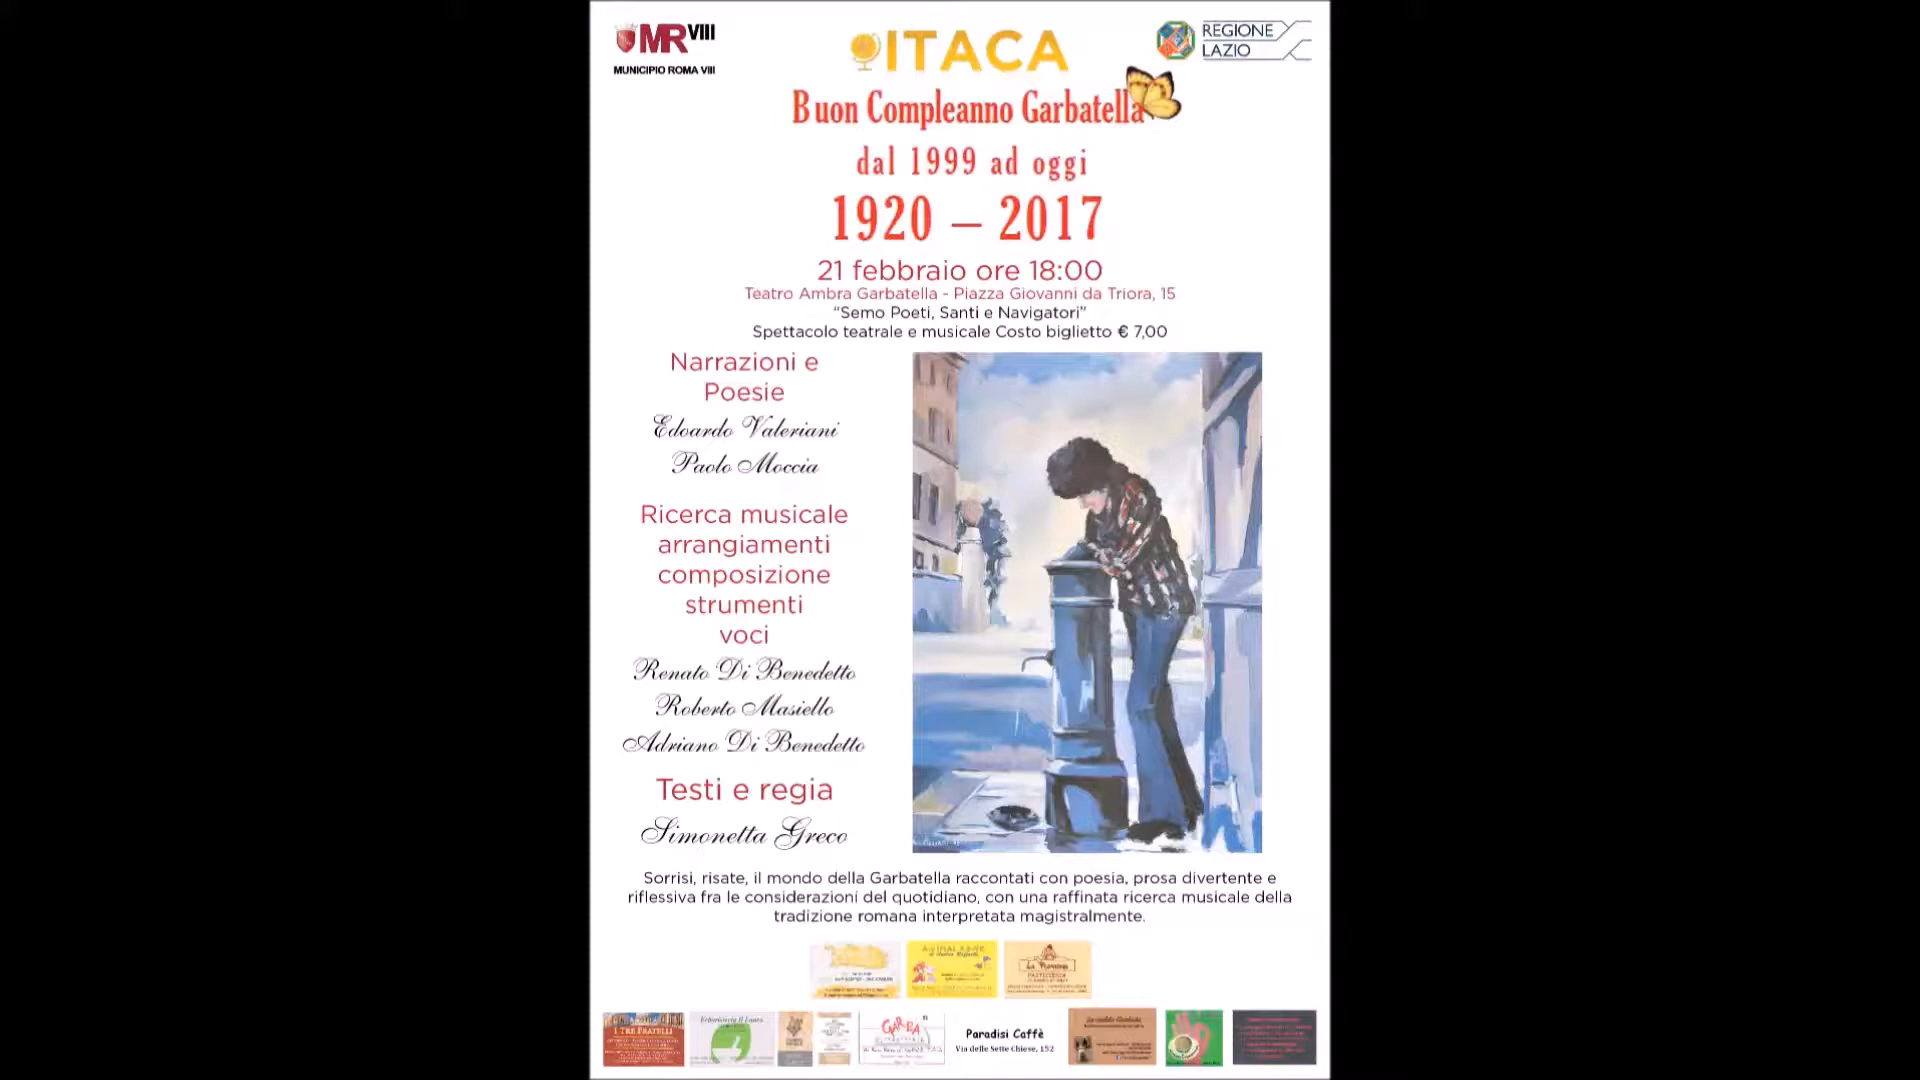 MR VIII
MUNICIPIO ROMA VIII
ITACA
REGIONE
LAZIO
Buon Compleanno Garbatella
dal 1999 ad oggi
1920 – 2017
21 febbraio ore 18:00
Teatro Ambra Garbatella - Piazza Giovanni da Triora, 15
“Semo Poeti, Santi e Navigatori”
Spettacolo teatrale e musicale Costo biglietto € 7,00
Narrazioni e
Poesie
Edoardo Valeriani
Paolo Moccia
Ricerca musicale
arrangiamenti
composizione
strumenti
voci
Renato Di Benedetto
Roberto Masiello
Adriano Di Benedetto
Testi e regia
Simonetta Greco
Sorrisi, risate, il mondo della Garbatella raccontati con poesia, prosa divertente e
riflessiva fra le considerazioni del quotidiano, con una raffinata ricerca musicale della
tradizione romana interpretata magistralmente.
PASTICCERIA
I TRE FRATELLI
Erboristeria Il Lauro
GARBA
Paradisi Caffè
Via delle Sette Chiese, 152